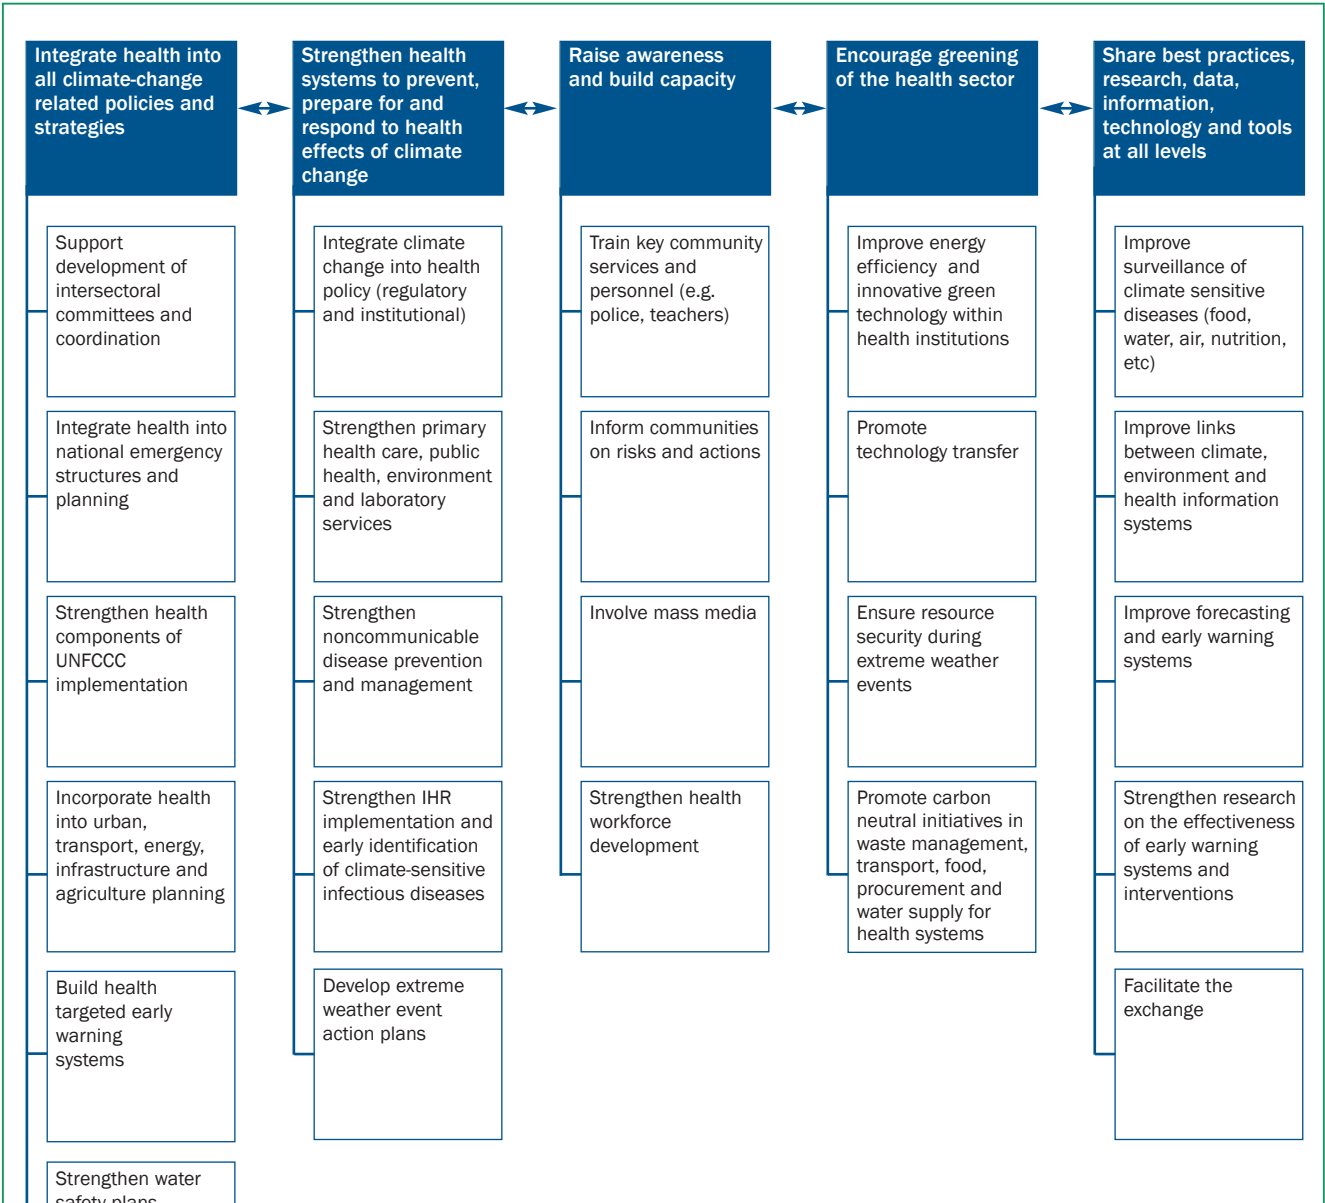 Integrate health into
all climate-change
related policies and
strategies
Strengthen health
systems to prevent,
prepare for and
respond to health
effects of climate
change
Raise awareness
and build capacity
Encourage greening
of the health sector
Share best practices,
research, data,
information,
technology and tools
at all levels
Support
development of
intersectoral
committees and
coordination
Integrate health into
national emergency
structures and
planning
Strengthen health
components of
UNFCCC
implementation
Incorporate health
into urban,
transport, energy,
infrastructure and
agriculture planning
Build health
targeted early
warning
systems
Strengthen water
safety plans
Integrate climate
change into health
policy (regulatory
and institutional)
Strengthen primary
health care, public
health, environment
and laboratory
services
Strengthen
noncommunicable
disease prevention
and management
Strengthen IHR
implementation and
early identification
of climate-sensitive
infectious diseases
Develop extreme
weather event
action plans
Train key community
services and
personnel (e.g.
police, teachers)
Inform communities
on risks and actions
Involve mass media
Strengthen health
workforce
development
Improve energy
efficiency  and
innovative green
technology within
health institutions
Promote
technology transfer
Ensure resource
security during
extreme weather
events
Promote carbon
neutral initiatives in
waste management,
transport, food,
procurement and
water supply for
health systems
Improve
surveillance of
climate sensitive
diseases (food,
water, air, nutrition,
etc)
Improve links
between climate,
environment and
health information
systems
Improve forecasting
and early warning
systems
Strengthen research
on the effectiveness
of early warning
systems and
interventions
Facilitate the
exchange